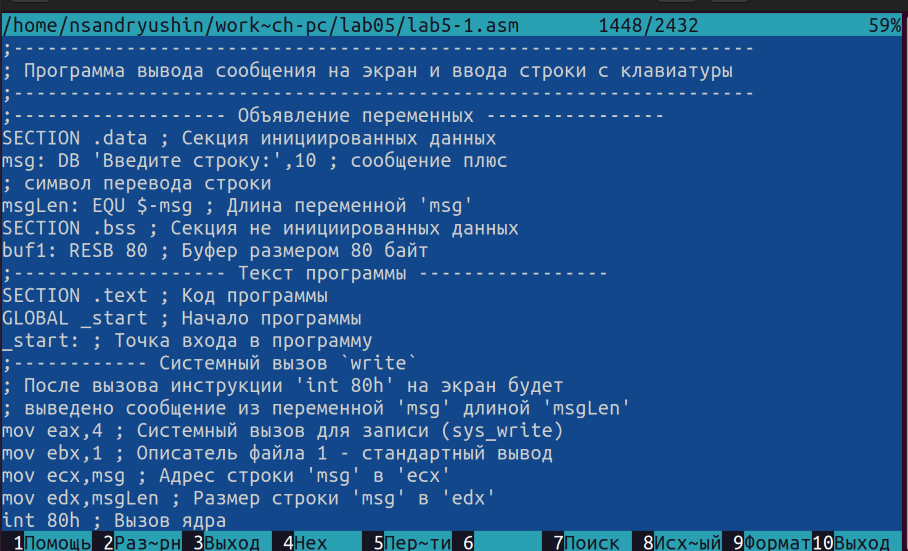 /home/nsandryushin/work~ch-pc/lab05/lab5-1.asm 1448/2432 59%
;------------------------------------------------------------------
; Программа вывода сообщения на экран и ввода строки с клавиатуры
;------------------------------------------------------------------
;------------------- Объявление переменных ----------------
SECTION .data ; Секция инициированных данных
msg: DB 'Введите строку:',10 ; сообщение плюс
; символ перевода строки
msgLen: EQU $-msg ; Длина переменной 'msg'
SECTION .bss ; Секция не инициированных данных
buf1: RESB 80 ; Буфер размером 80 байт
;------------------- Текст программы -----------------
SECTION .text ; Код программы
GLOBAL _start ; Начало программы
_start: ; Точка входа в программу
;------------ Системный вызов `write`
; После вызова инструкции 'int 80h' на экран будет
; выведено сообщение из переменной 'msg' длиной 'msgLen'
mov eax,4 ; Системный вызов для записи (sys_write)
mov ebx,1 ; Описатель файла 1 - стандартный вывод
mov ecx,msg ; Адрес строки 'msg' в 'ecx'
mov edx,msgLen ; Размер строки 'msg' в 'edx'
int 80h ; Вызов ядра
1Помощь 2Раз~рн 3Выход 4Hex 5Пер~ти 6 7Поиск 8Исх~ый 9Формат 10Выход